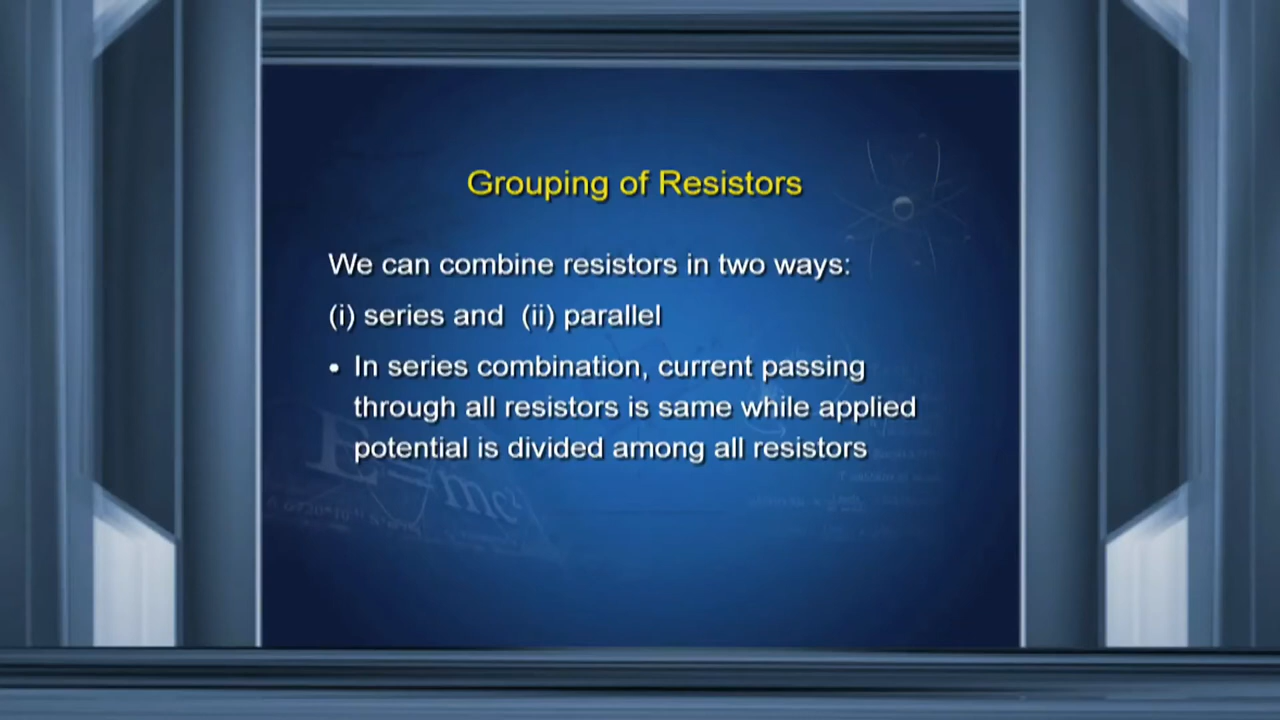 Grouping of Resistors
We can combine resistors in two ways:
(i) series and (ii) parallel
• In series combination, current passing
through all resistors is same while applied
potential is divided among all resistors
E=mc²